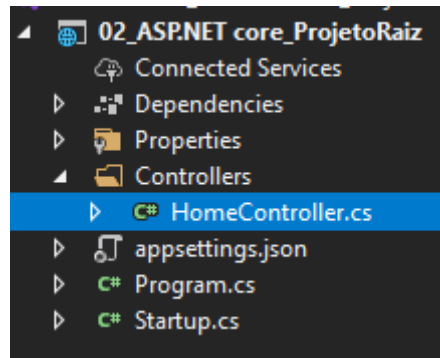 02_ASP.NET core_ProjetoRaiz
Connected Services
Dependencies
Properties
Controllers
C# HomeController.cs
appsettings.json
C# Program.cs
C# Startup.cs